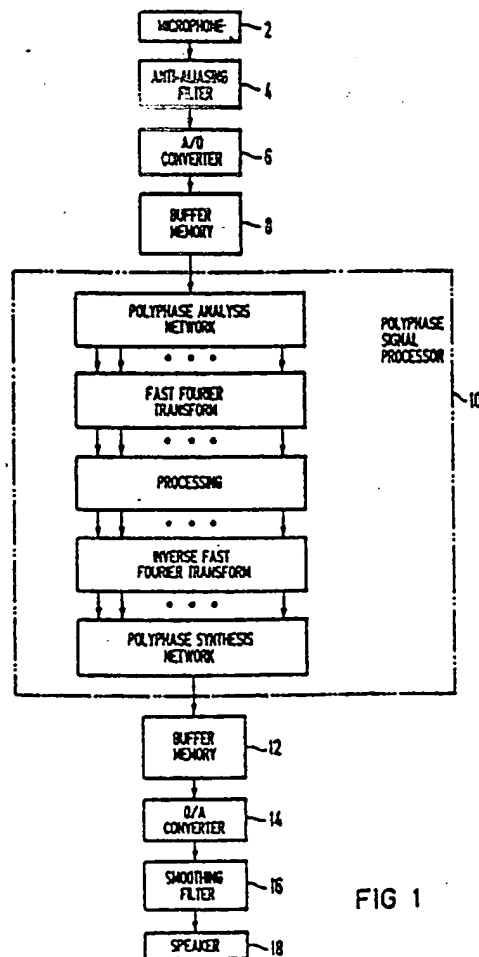 MICROPHONE
2
ANTI-ALIASING
FILTER
4
A/D
CONVERTER
6
BUFFER
MEMORY
8
POLYPHASE ANALYSIS
NETWORK
POLYPHASE
SIGNAL
PROCESSOR
10
FAST FOURIER
TRANSFORM
PROCESSING
INVERSE FAST
FOURIER TRANSFORM
POLYPHASE SYNTHESIS
NETWORK
BUFFER
MEMORY
12
D/A
CONVERTER
14
SMOOTHING
FILTER
16
FIG 1
SPEAKER
18